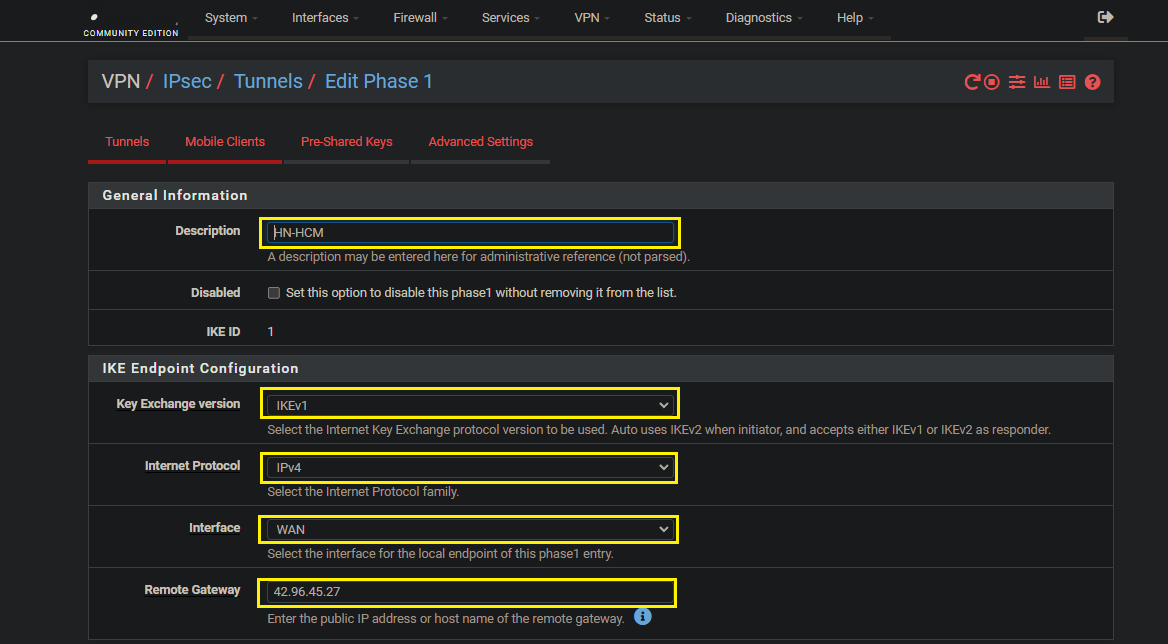 System Interfaces Firewall Services VPN Status Diagnostics Help
COMMUNITY EDITION
VPN / IPsec / Tunnels / Edit Phase 1
Tunnels Mobile Clients Pre-Shared Keys Advanced Settings
General Information
Description HN-HCM
A description may be entered here for administrative reference (not parsed).
Disabled Set this option to disable this phase1 without removing it from the list.
IKE ID 1
IKE Endpoint Configuration
Key Exchange version IKEv1
Select the Internet Key Exchange protocol version to be used. Auto uses IKEv2 when initiator, and accepts either IKEv1 or IKEv2 as responder.
Internet Protocol IPv4
Select the Internet Protocol family.
Interface WAN
Select the interface for the local endpoint of this phase1 entry.
Remote Gateway 42.96.45.27
Enter the public IP address or host name of the remote gateway.